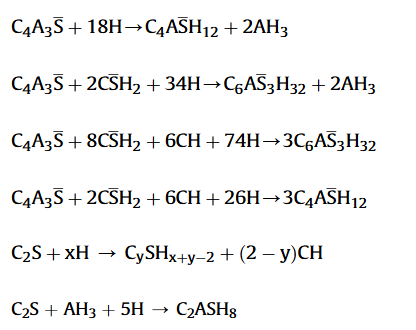 C₄A₃S̅ + 18H → C₄AS̅H₁₂ + 2AH₃
C₄A₃S̅ + 2CS̅H₂ + 34H → C₆AS̅₃H₃₂ + 2AH₃
C₄A₃S̅ + 8CS̅H₂ + 6CH + 74H → 3C₆AS̅₃H₃₂
C₄A₃S̅ + 2CS̅H₂ + 6CH + 26H → 3C₄AS̅H₁₂
C₂S + xH → CᵧSHₓ₊ᵧ₋₂ + (2 − y)CH
C₂S + AH₃ + 5H → C₂ASH₈